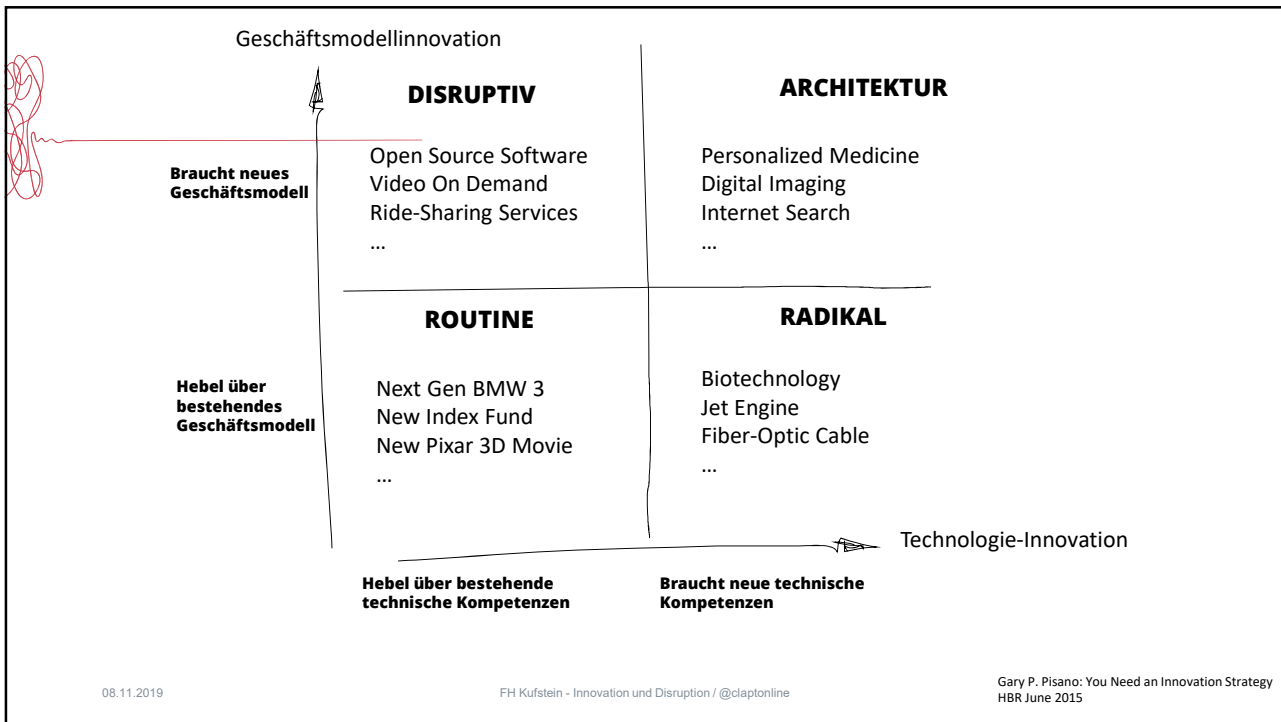 Geschäftsmodellinnovation
DISRUPTIV
ARCHITEKTUR
Braucht neues
Geschäftsmodell
Open Source Software
Video On Demand
Ride-Sharing Services
...
Personalized Medicine
Digital Imaging
Internet Search
...
ROUTINE
RADIKAL
Hebel über
bestehendes
Geschäftsmodell
Next Gen BMW 3
New Index Fund
New Pixar 3D Movie
...
Biotechnology
Jet Engine
Fiber-Optic Cable
...
Technologie-Innovation
Hebel über bestehende
technische Kompetenzen
Braucht neue technische
Kompetenzen
08.11.2019
FH Kufstein - Innovation und Disruption / @claptonline
Gary P. Pisano: You Need an Innovation Strategy
HBR June 2015